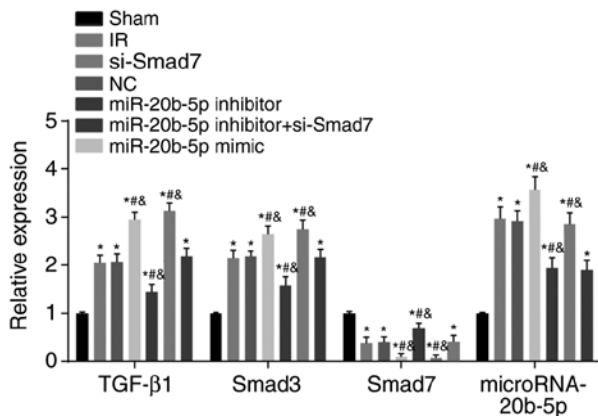 Sham
IR
si-Smad7
NC
miR-20b-5p inhibitor
miR-20b-5p inhibitor+si-Smad7
miR-20b-5p mimic
Relative expression
5
4
3
2
1
0
* * *#& *#& *#& *
* * *#& *#& *#& *
* * *#& *#& *#& *
* * *#& *#& *#& *
TGF-β1 Smad3 Smad7 microRNA-
20b-5p